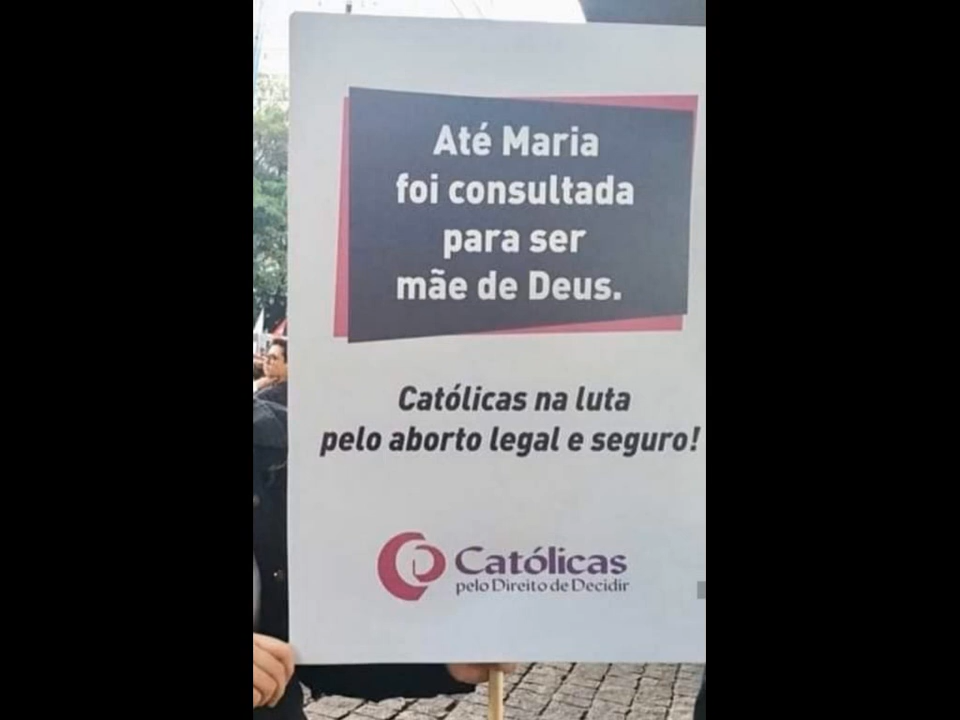 Até Maria
foi consultada
para ser
mãe de Deus.
Católicas na luta
pelo aborto legal e seguro!
Católicas
pelo Direito de Decidir